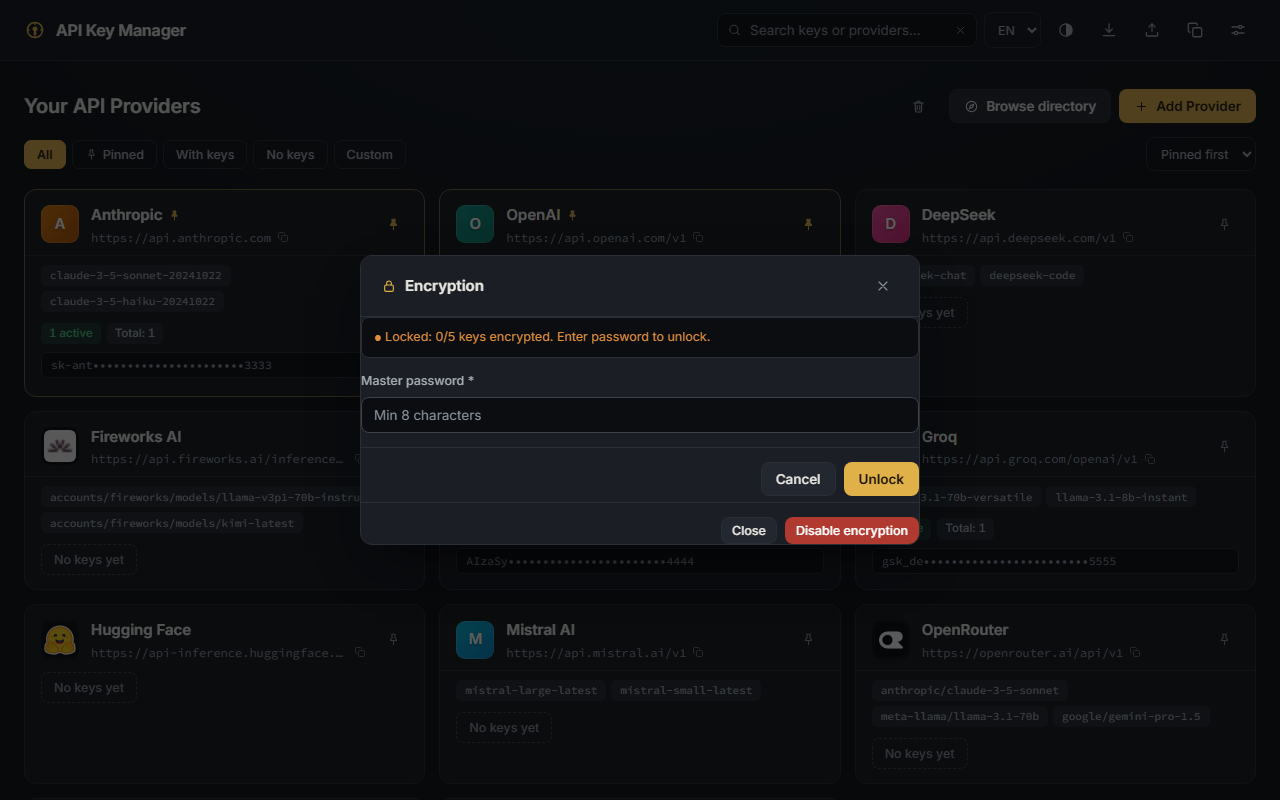 API Key Manager
Search keys or providers...
EN
Your API Providers
Browse directory
Add Provider
All
Pinned
With keys
No keys
Custom
Pinned first
A
Anthropic
https://api.anthropic.com
claude-3-5-sonnet-20241022
claude-3-5-haiku-20241022
1 active
Total: 1
sk-ant••••••••••••••••••••••3333
O
OpenAI
https://api.openai.com/v1
D
DeepSeek
https://api.deepseek.com/v1
ek-chat
deepseek-code
ys yet
Encryption
● Locked: 0/5 keys encrypted. Enter password to unlock.
Master password *
Min 8 characters
Cancel
Unlock
Close
Disable encryption
Fireworks AI
https://api.fireworks.ai/inference…
accounts/fireworks/models/llama-v3p1-70b-instru
accounts/fireworks/models/kimi-latest
No keys yet
AIzaSy••••••••••••••••••••••4444
Groq
https://api.groq.com/openai/v1
3.1-70b-versatile
llama-3.1-8b-instant
Total: 1
gsk_de•••••••••••••••••••••••5555
Hugging Face
https://api-inference.huggingface.…
No keys yet
M
Mistral AI
https://api.mistral.ai/v1
mistral-large-latest
mistral-small-latest
No keys yet
OpenRouter
https://openrouter.ai/api/v1
anthropic/claude-3-5-sonnet
meta-llama/llama-3.1-70b
google/gemini-pro-1.5
No keys yet